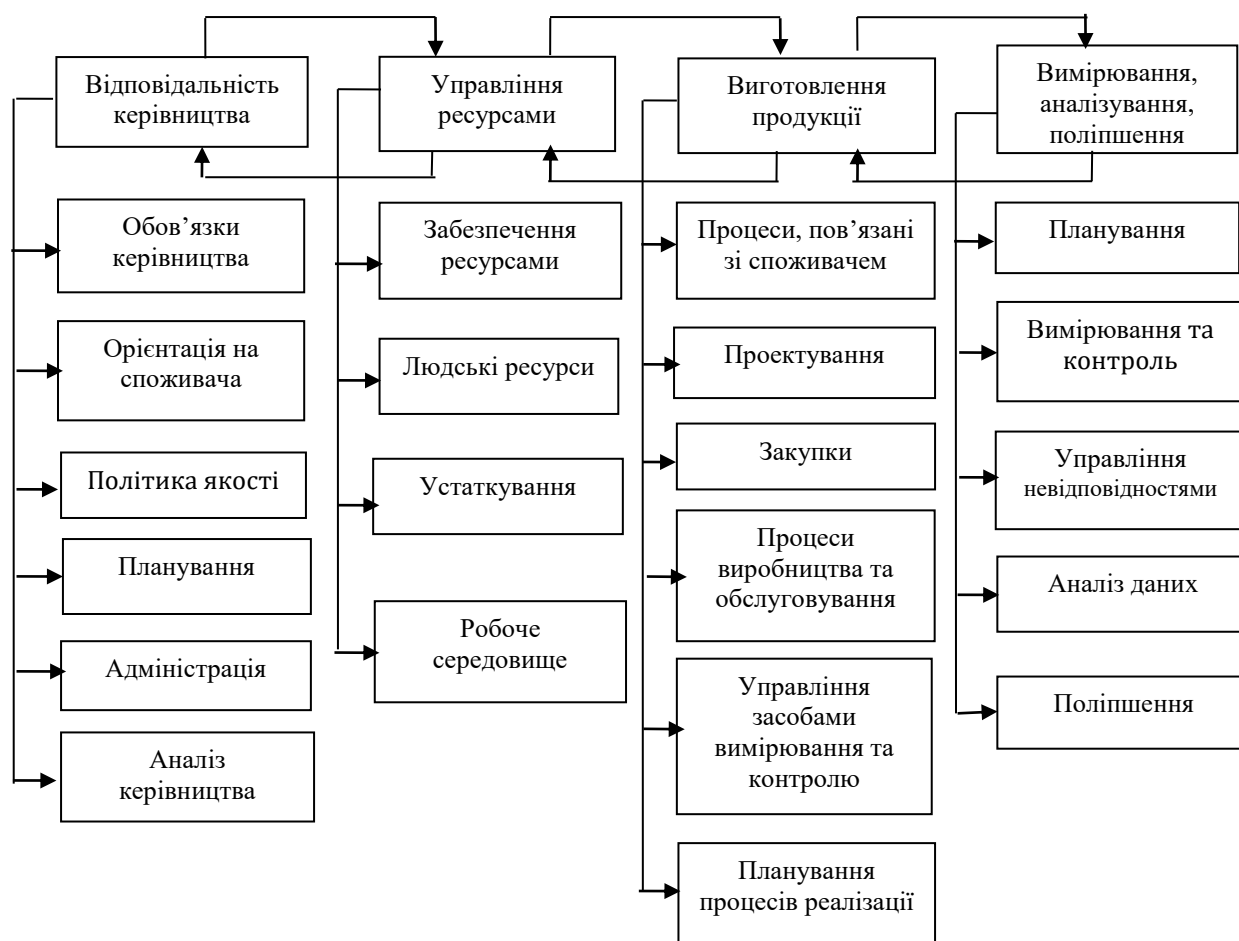 Відповідальність
керівництва
Управління
ресурсами
Виготовлення
продукції
Вимірювання,
аналізування,
поліпшення
Обов’язки
керівництва
Орієнтація на
споживача
Політика якості
Планування
Адміністрація
Аналіз
керівництва
Забезпечення
ресурсами
Людські ресурси
Устаткування
Робоче
середовище
Процеси, пов’язані
зі споживачем
Проектування
Закупки
Процеси
виробництва та
обслуговування
Управління
засобами
вимірювання та
контролю
Планування
процесів реалізації
Планування
Вимірювання та
контроль
Управління
невідповідностями
Аналіз даних
Поліпшення